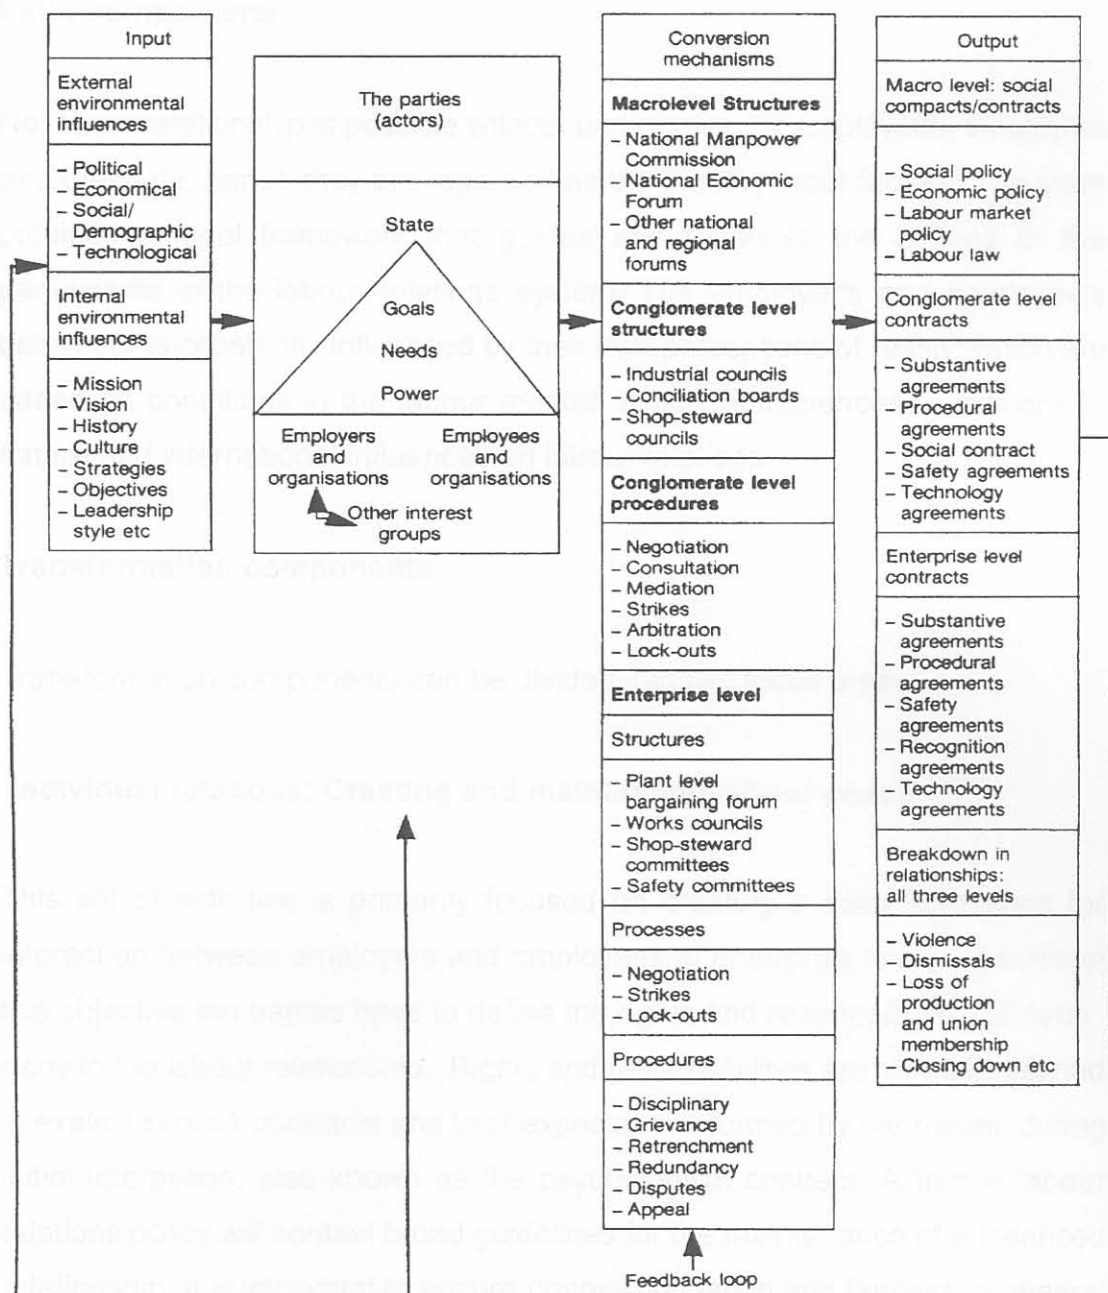 Input
External
environmental
influences
– Political
– Economical
– Social/
Demographic
– Technological
Internal
environmental
influences
– Mission
– Vision
– History
– Culture
– Strategies
– Objectives
– Leadership
style etc
The parties
(actors)
State
Goals
Needs
Power
Employers
and
organisations
Employees
and
organisations
Other interest
groups
Conversion
mechanisms
Macrolevel Structures
– National Manpower
Commission
– National Economic
Forum
– Other national
and regional
forums
Conglomerate level
structures
– Industrial councils
– Conciliation boards
– Shop-steward
councils
Conglomerate level
procedures
– Negotiation
– Consultation
– Mediation
– Strikes
– Arbitration
– Lock-outs
Enterprise level
Structures
– Plant level
bargaining forum
– Works councils
– Shop-steward
committees
– Safety committees
Processes
– Negotiation
– Strikes
– Lock-outs
Procedures
– Disciplinary
– Grievance
– Retrenchment
– Redundancy
– Disputes
– Appeal
Feedback loop
Output
Macro level: social
compacts/contracts
– Social policy
– Economic policy
– Labour market
policy
– Labour law
Conglomerate level
contracts
– Substantive
agreements
– Procedural
agreements
– Social contract
– Safety agreements
– Technology
agreements
Enterprise level
contracts
– Substantive
agreements
– Procedural
agreements
– Safety
agreements
– Recognition
agreements
– Technology
agreements
Breakdown in
relationships:
all three levels
– Violence
– Dismissals
– Loss of
production
and union
membership
– Closing down etc